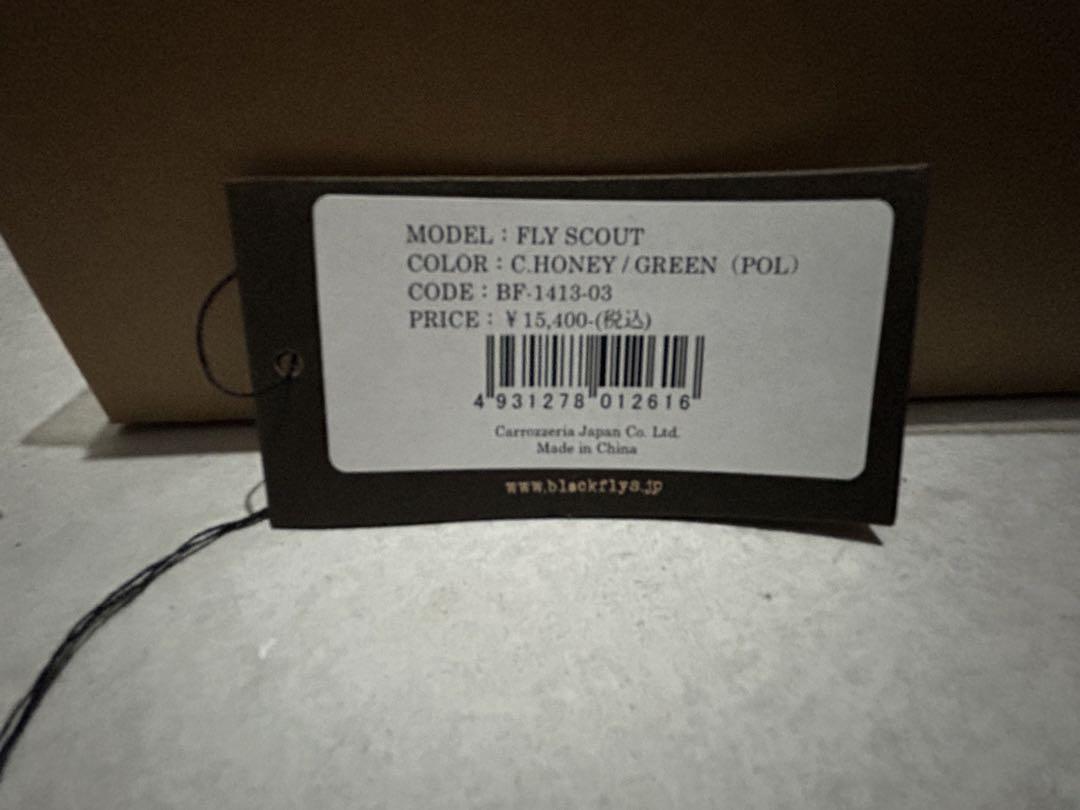 MODEL : FLY SCOUT
COLOR : C.HONEY / GREEN（POL）
CODE : BF-1413-03
PRICE : ¥ 15,400-(税込)
4 931278 012616
Carrozzeria Japan Co. Ltd.
Made in China
www.blackflys.jp